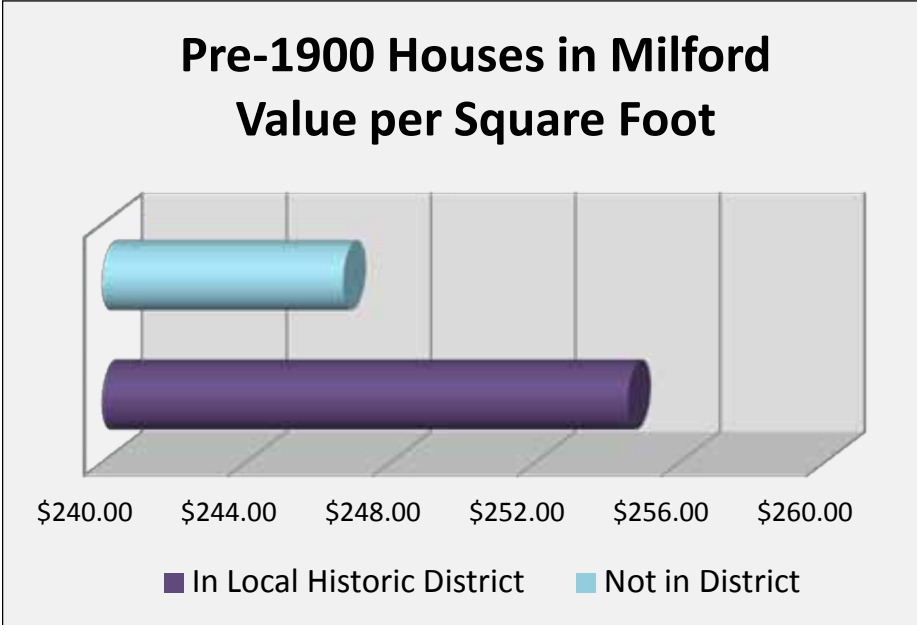 Pre-1900 Houses in Milford
Value per Square Foot
$240.00 $244.00 $248.00 $252.00 $256.00 $260.00
In Local Historic District Not in District